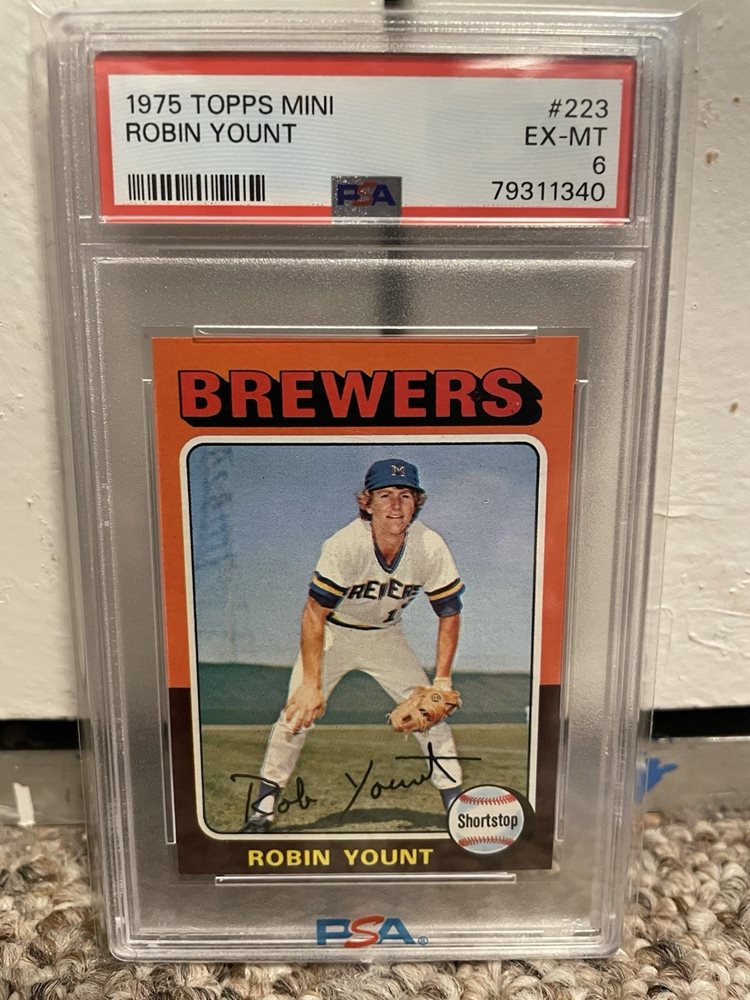 1975 TOPPS MINI #223
ROBIN YOUNT EX-MT
6
PSA 79311340
BREWERS
M
BREWERS
1
Rob Yount
Shortstop
ROBIN YOUNT
PSA